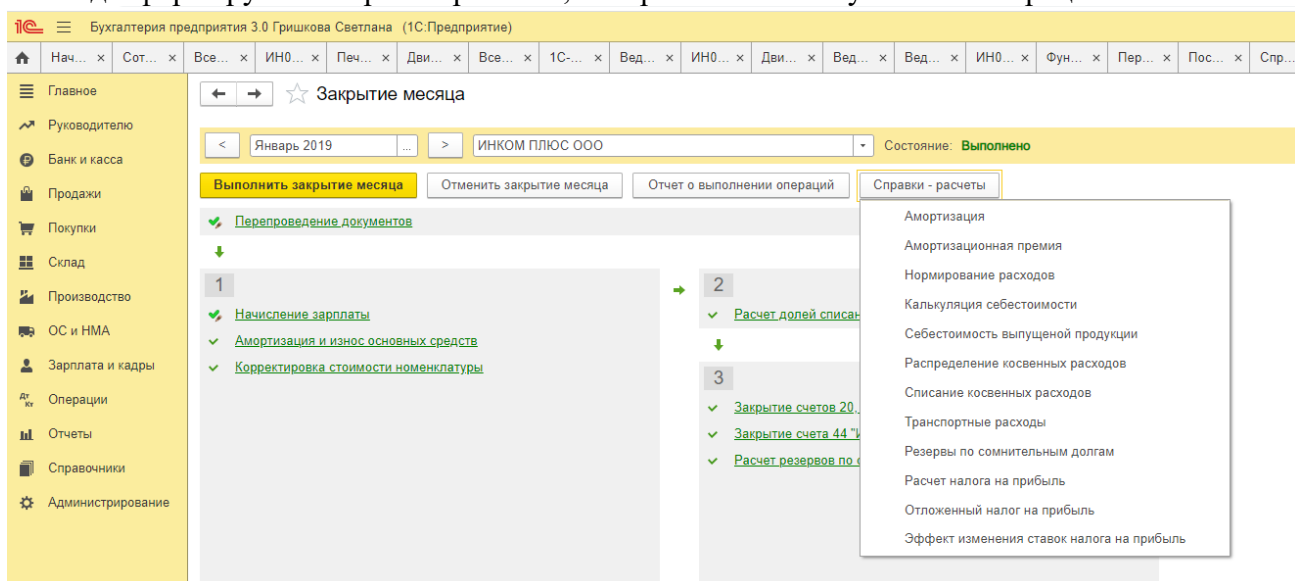 1С Бухгалтерия предприятия 3.0 Гришкова Светлана (1С:Предприятие)
Нач... × Сот... × Все... × ИН0... × Печ... × Дви... × Все... × 1С-... × Вед... × ИН0... × Дви... × Вед... × Вед... × ИН0... × Фун... × Пер... × Пос... × Спр...
Главное
Руководителю
Банк и касса
Продажи
Покупки
Склад
Производство
ОС и НМА
Зарплата и кадры
Дт Кт Операции
Отчеты
Справочники
Администрирование
Закрытие месяца
< Январь 2019 ... > ИНКОМ ПЛЮС ООО Состояние: Выполнено
Выполнить закрытие месяца Отменить закрытие месяца Отчет о выполнении операций Справки - расчеты
Перепроведение документов
1
Начисление зарплаты
Амортизация и износ основных средств
Корректировка стоимости номенклатуры
2
Расчет долей списан
3
Закрытие счетов 20,
Закрытие счета 44 "И
Расчет резервов по с
Амортизация
Амортизационная премия
Нормирование расходов
Калькуляция себестоимости
Себестоимость выпущеной продукции
Распределение косвенных расходов
Списание косвенных расходов
Транспортные расходы
Резервы по сомнительным долгам
Расчет налога на прибыль
Отложенный налог на прибыль
Эффект изменения ставок налога на прибыль